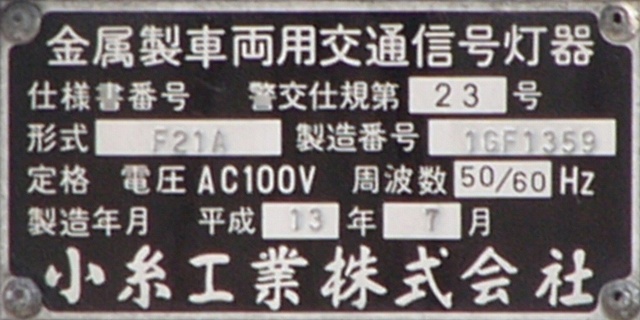 金属製車両用交通信号灯器
仕様書番号 警交仕規第 23 号
形式 F21A 製造番号 1GF1359
定格 電圧 AC100V 周波数 50/60 Hz
製造年月 平成 13 年 7 月
小糸工業株式会社